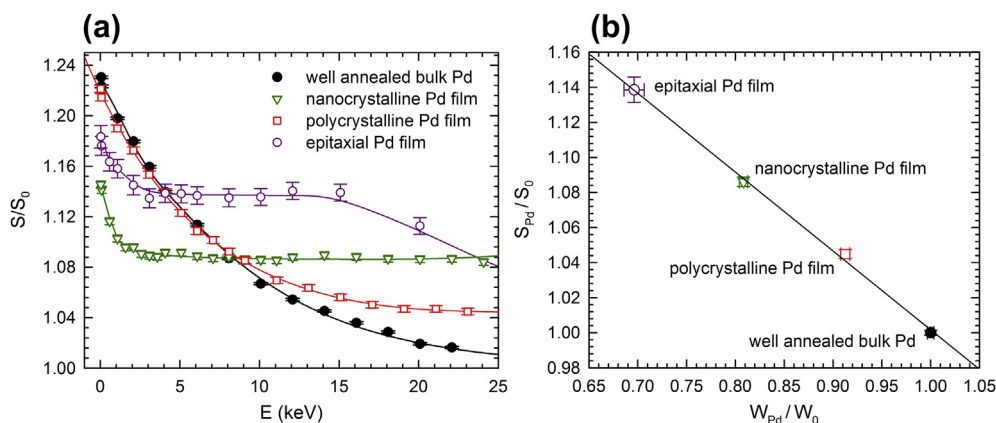 (a)
S/S₀
1.24
1.20
1.16
1.12
1.08
1.04
1.00
well annealed bulk Pd
nanocrystalline Pd film
polycrystalline Pd film
epitaxial Pd film
0 5 10 15 20 25
E (keV)
(b)
S_Pd / S₀
1.16
1.14
1.12
1.10
1.08
1.06
1.04
1.02
1.00
0.98
epitaxial Pd film
nanocrystalline Pd film
polycrystalline Pd film
well annealed bulk Pd
0.65 0.70 0.75 0.80 0.85 0.90 0.95 1.00 1.05
W_Pd / W₀